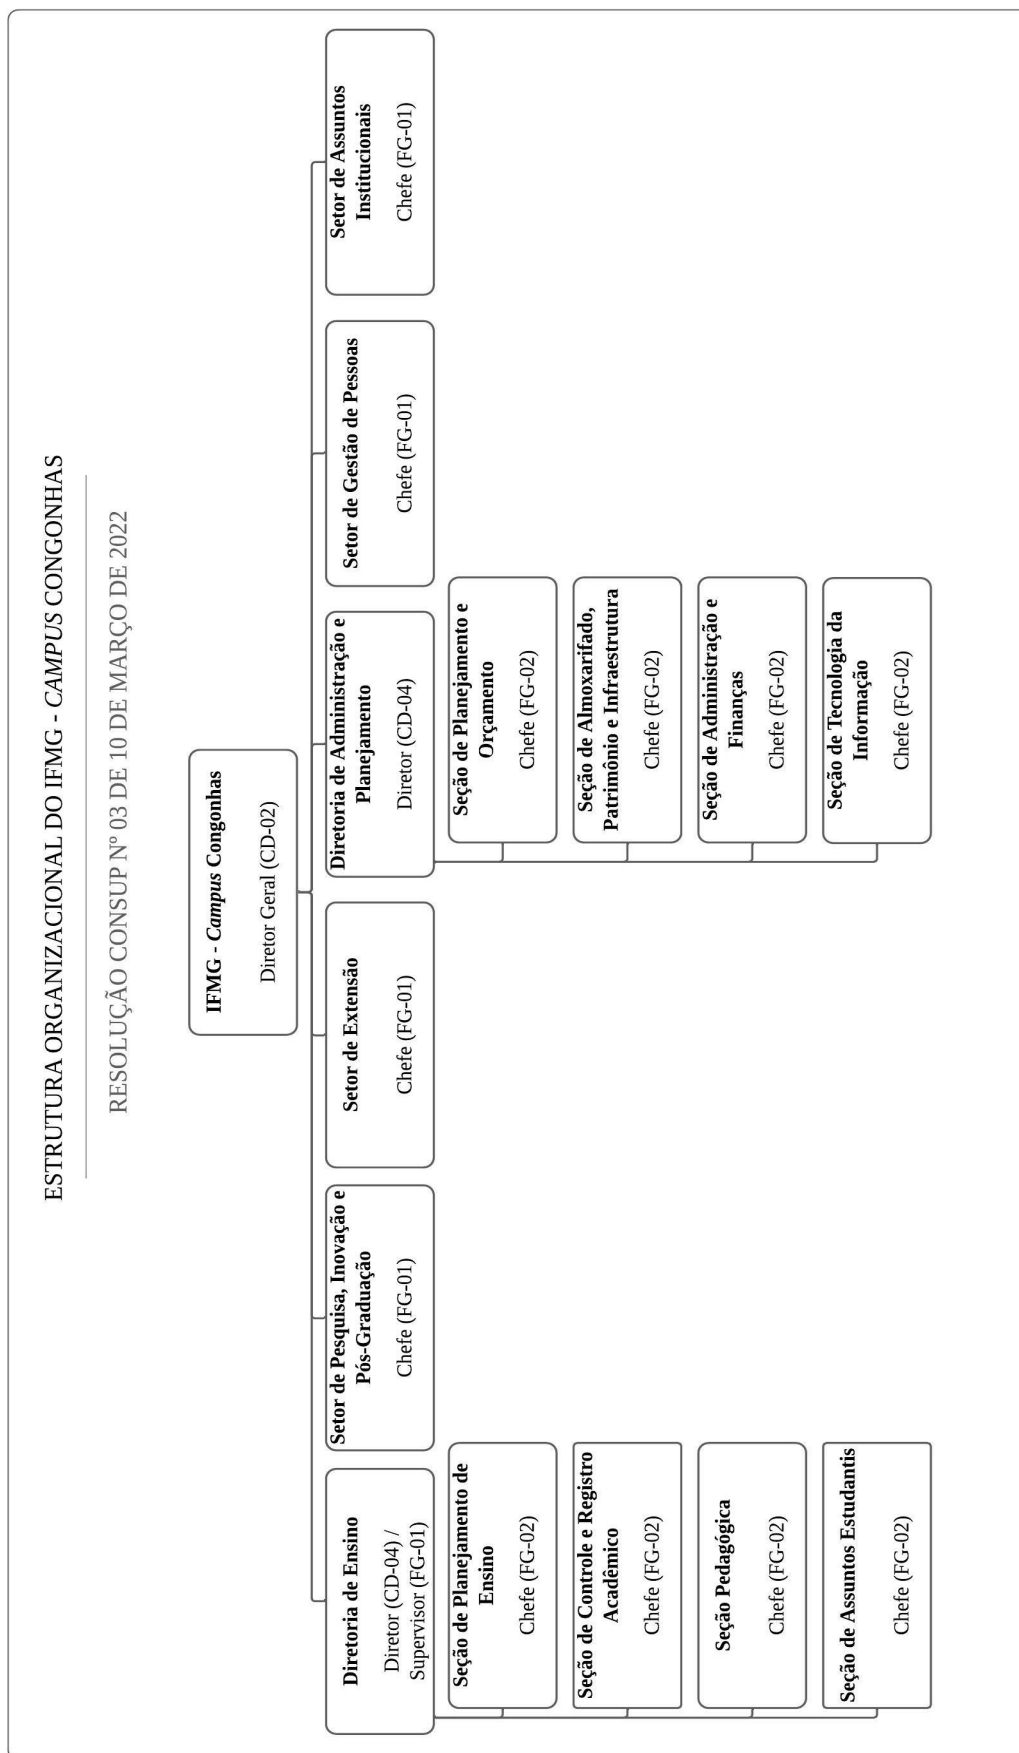 ESTRUTURA ORGANIZACIONAL DO IFMG - CAMPUS CONGONHAS
RESOLUÇÃO CONSUP Nº 03 DE 10 DE MARÇO DE 2022
IFMG - Campus Congonhas
Diretor Geral (CD-02)
Diretoria de Ensino
Diretor (CD-04) /
Supervisor (FG-01)
Seção de Planejamento de
Ensino
Chefe (FG-02)
Seção de Controle e Registro
Acadêmico
Chefe (FG-02)
Seção Pedagógica
Chefe (FG-02)
Seção de Assuntos Estudantis
Chefe (FG-02)
Setor de Pesquisa, Inovação e
Pós-Graduação
Chefe (FG-01)
Setor de Extensão
Chefe (FG-01)
Diretoria de Administração e
Planejamento
Diretor (CD-04)
Seção de Planejamento e
Orçamento
Chefe (FG-02)
Seção de Almoxarifado,
Patrimônio e Infraestrutura
Chefe (FG-02)
Seção de Administração e
Finanças
Chefe (FG-02)
Seção de Tecnologia da
Informação
Chefe (FG-02)
Setor de Gestão de Pessoas
Chefe (FG-01)
Setor de Assuntos
Institucionais
Chefe (FG-01)